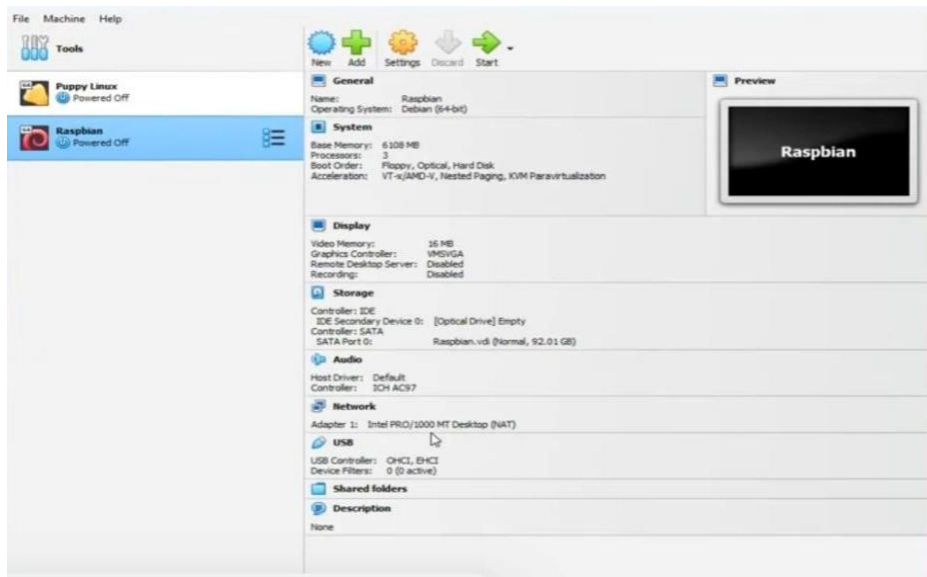 File Machine Help
Tools
New Add Settings Discard Start
Puppy Linux
Powered Off
Raspbian
Powered Off
General
Name: Raspbian
Operating System: Debian (64-bit)
System
Base Memory: 6108 MB
Processors: 3
Boot Order: Floppy, Optical, Hard Disk
Acceleration: VT-x/AMD-V, Nested Paging, KVM Paravirtualization
Preview
Raspbian
Display
Video Memory: 16 MB
Graphics Controller: VMSVGA
Remote Desktop Server: Disabled
Recording: Disabled
Storage
Controller: IDE
IDE Secondary Device 0: [Optical Drive] Empty
Controller: SATA
SATA Port 0: Raspbian.vdi (Normal, 92.01 GB)
Audio
Host Driver: Default
Controller: ICH AC97
Network
Adapter 1: Intel PRO/1000 MT Desktop (NAT)
USB
USB Controller: OHCI, EHCI
Device Filters: 0 (0 active)
Shared folders
Description
None